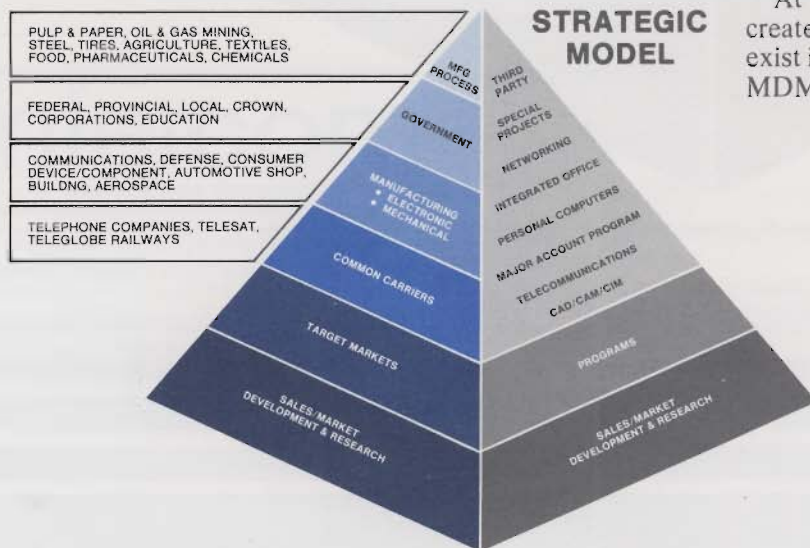 STRATEGIC
MODEL
PULP & PAPER, OIL & GAS MINING,
STEEL, TIRES, AGRICULTURE, TEXTILES,
FOOD, PHARMACEUTICALS, CHEMICALS
FEDERAL, PROVINCIAL, LOCAL, CROWN,
CORPORATIONS, EDUCATION
COMMUNICATIONS, DEFENSE, CONSUMER
DEVICE/COMPONENT, AUTOMOTIVE SHOP,
BUILDNG, AEROSPACE
TELEPHONE COMPANIES, TELESAT,
TELEGLOBE RAILWAYS
MFG
PROCESS
GOVERNMENT
MANUFACTURING
• ELECTRONIC
• MECHANICAL
COMMON CARRIERS
TARGET MARKETS
SALES/MARKET
DEVELOPMENT & RESEARCH
THIRD
PARTY
SPECIAL
PROJECTS
NETWORKING
INTEGRATED OFFICE
PERSONAL COMPUTERS
MAJOR ACCOUNT PROGRAM
TELECOMMUNICATIONS
CAD/CAM/CIM
PROGRAMS
SALES/MARKET
DEVELOPMENT & RESEARCH
At
create
exist i
MDM